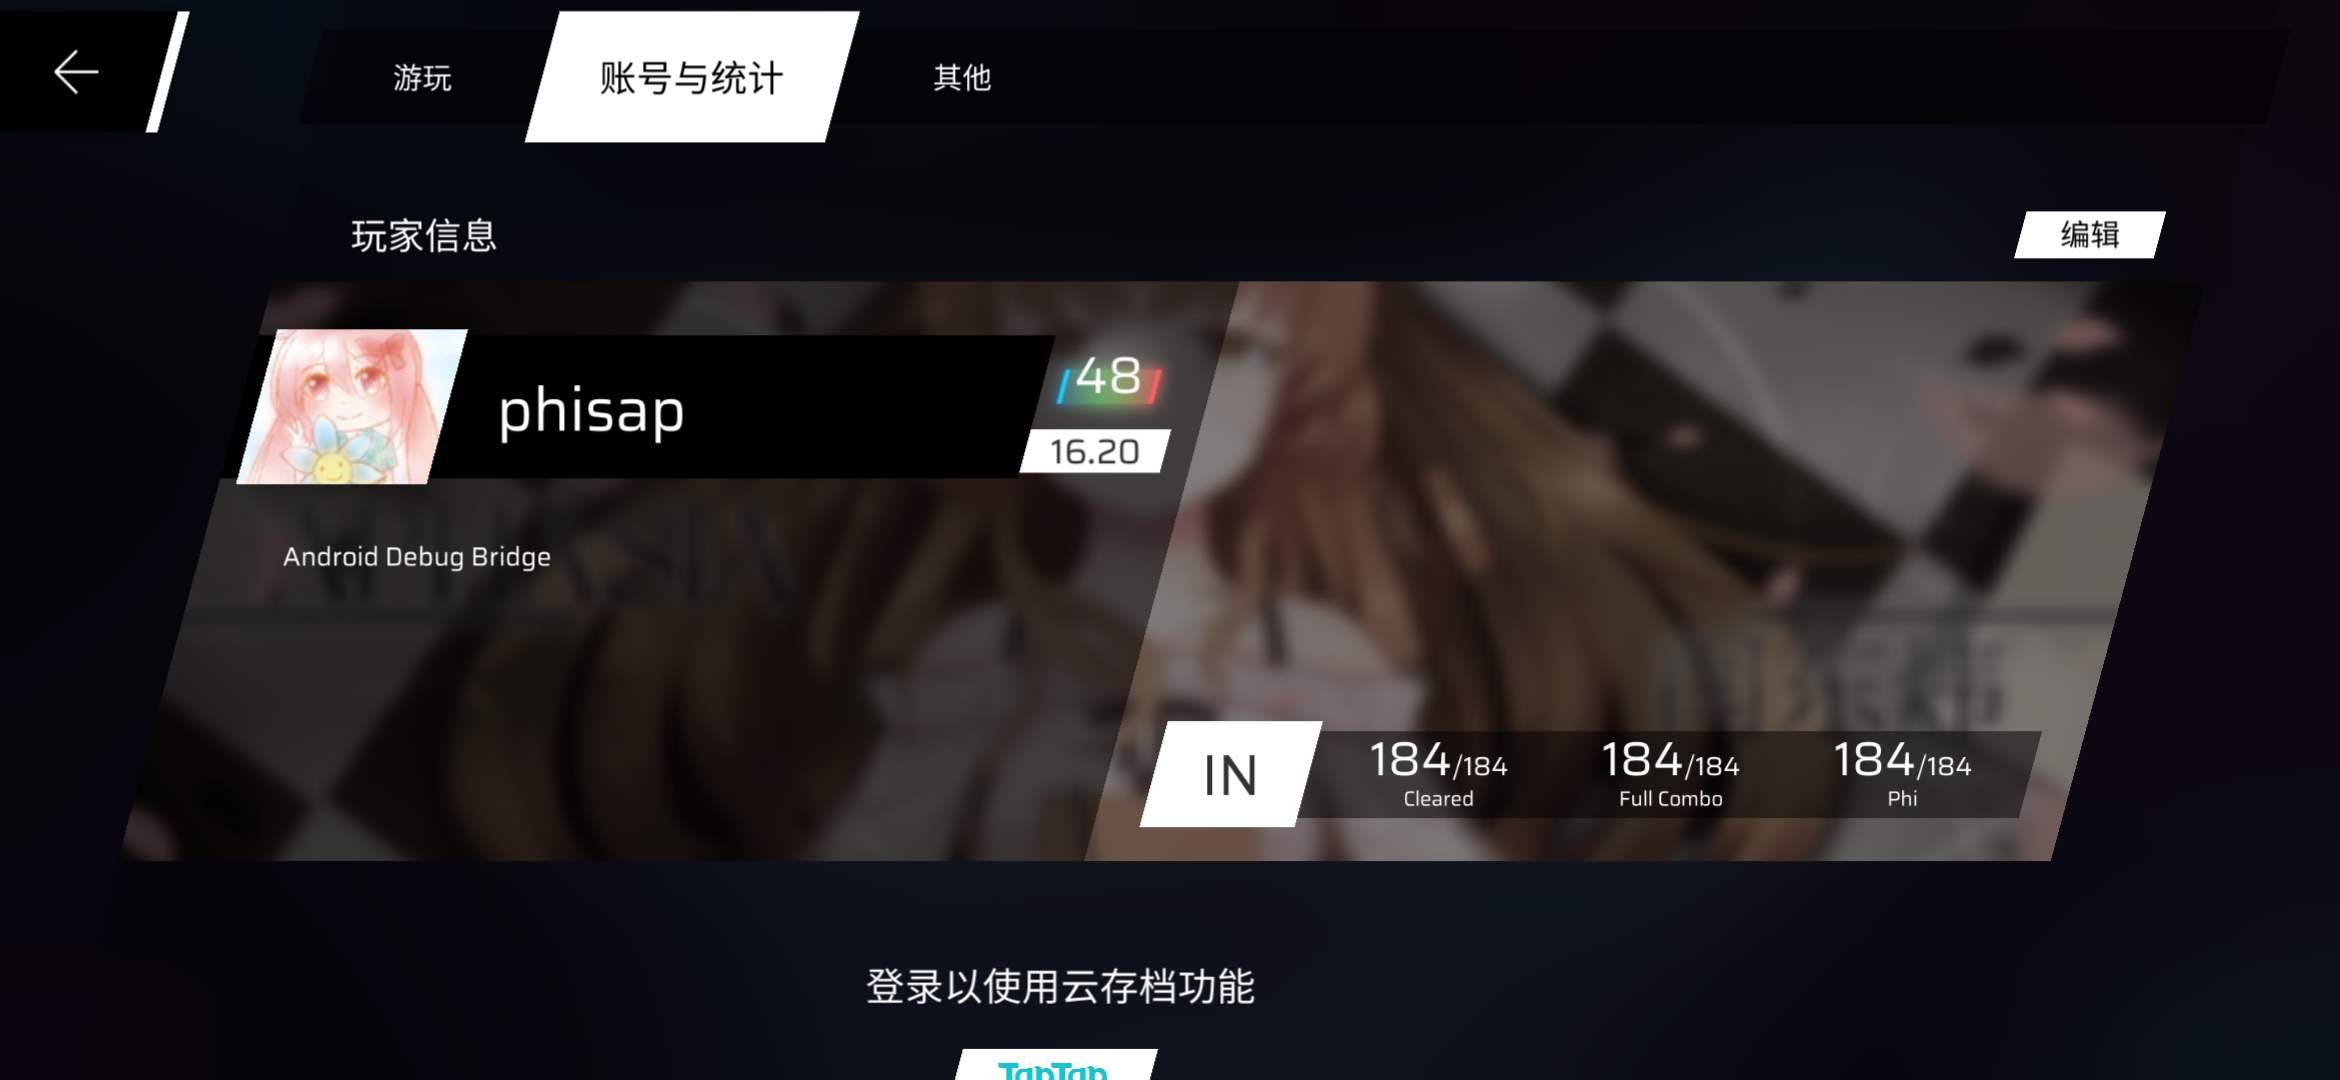 游玩
账号与统计
其他
玩家信息
编辑
phisap
48
16.20
Android Debug Bridge
IN
184/184
184/184
184/184
Cleared
Full Combo
Phi
登录以使用云存档功能
TapTap